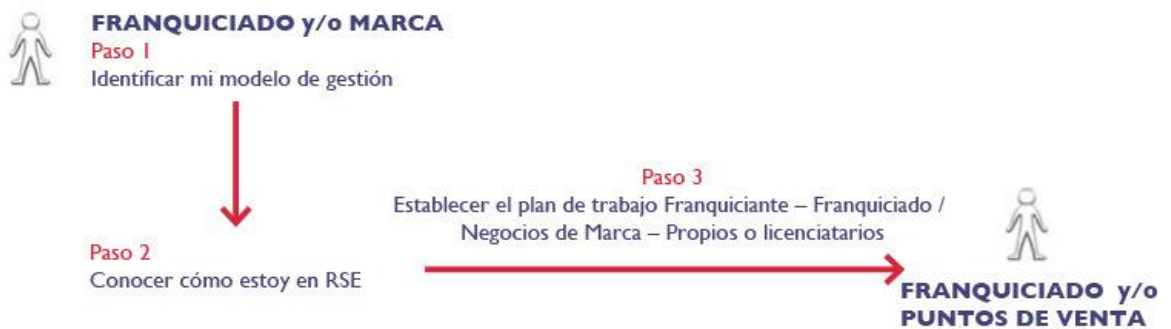 FRANQUICIADO y/o MARCA
Paso 1
Identificar mi modelo de gestión
Paso 3
Establecer el plan de trabajo Franquiciante – Franquiciado /
Negocios de Marca – Propios o licenciatarios
Paso 2
Conocer cómo estoy en RSE
FRANQUICIADO y/o
PUNTOS DE VENTA